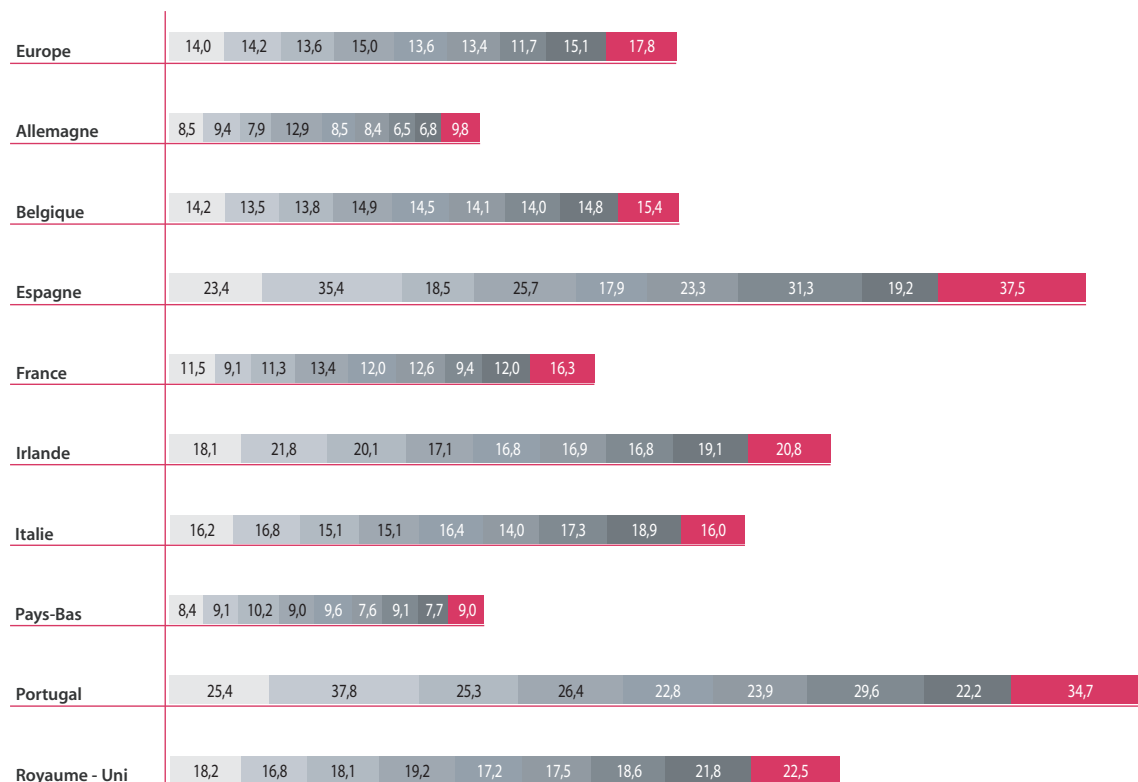 Europe 14,0 14,2 13,6 15,0 13,6 13,4 11,7 15,1 17,8
Allemagne 8,5 9,4 7,9 12,9 8,5 8,4 6,5 6,8 9,8
Belgique 14,2 13,5 13,8 14,9 14,5 14,1 14,0 14,8 15,4
Espagne 23,4 35,4 18,5 25,7 17,9 23,3 31,3 19,2 37,5
France 11,5 9,1 11,3 13,4 12,0 12,6 9,4 12,0 16,3
Irlande 18,1 21,8 20,1 17,1 16,8 16,9 16,8 19,1 20,8
Italie 16,2 16,8 15,1 15,1 16,4 14,0 17,3 18,9 16,0
Pays-Bas 8,4 9,1 10,2 9,0 9,6 7,6 9,1 7,7 9,0
Portugal 25,4 37,8 25,3 26,4 22,8 23,9 29,6 22,2 34,7
Royaume - Uni 18,2 16,8 18,1 19,2 17,2 17,5 18,6 21,8 22,5